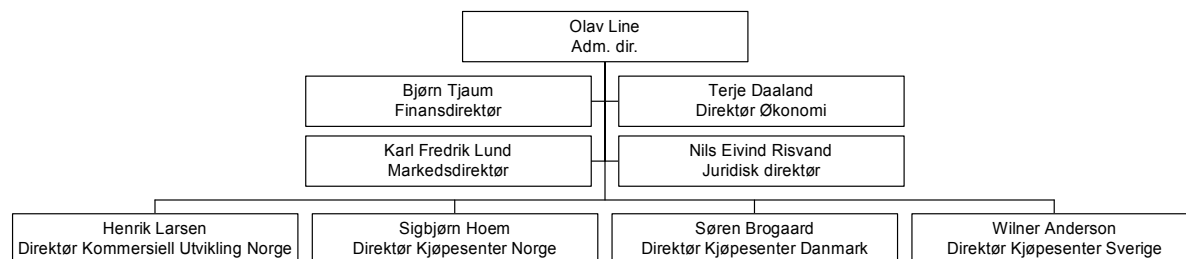 Olav Line
Adm. dir.
Bjørn Tjaum
Finansdirektør
Terje Daaland
Direktør Økonomi
Karl Fredrik Lund
Markedsdirektør
Nils Eivind Risvand
Juridisk direktør
Henrik Larsen
Direktør Kommersiell Utvikling Norge
Sigbjørn Hoem
Direktør Kjøpesenter Norge
Søren Brogaard
Direktør Kjøpesenter Danmark
Wilner Anderson
Direktør Kjøpesenter Sverige